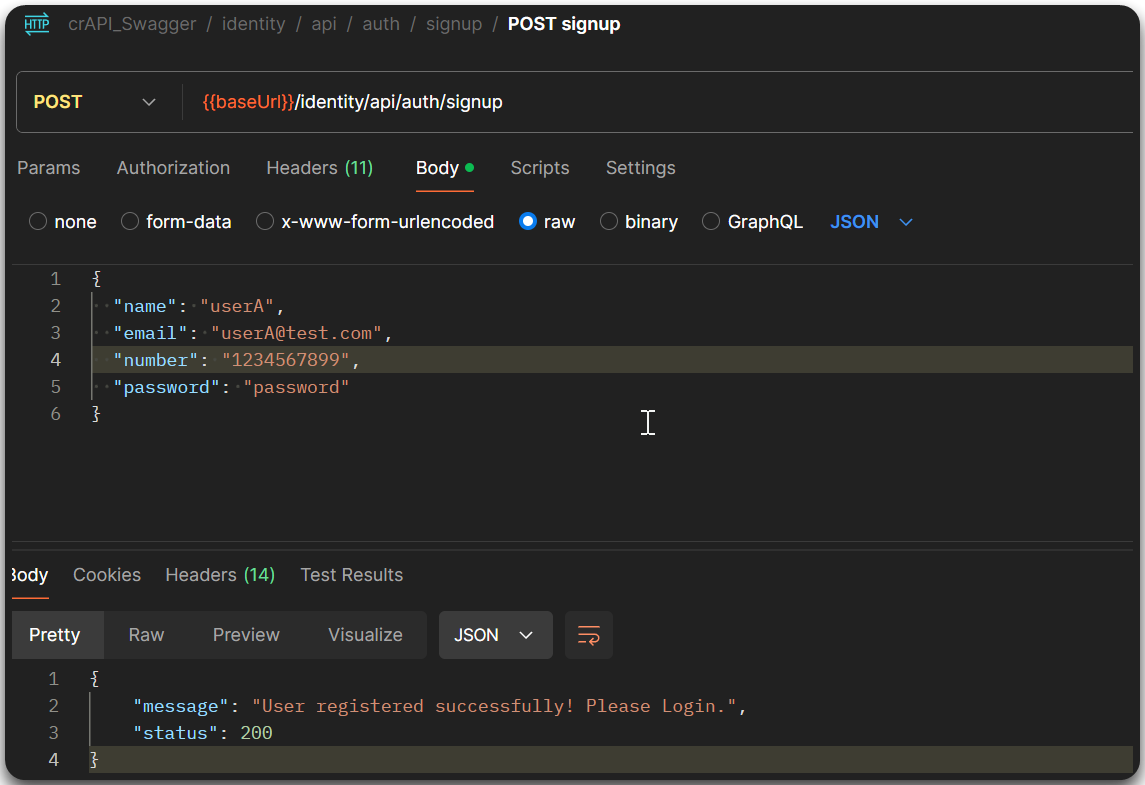 HTTP crAPI_Swagger / identity / api / auth / signup / POST signup
POST {{baseUrl}}/identity/api/auth/signup
Params Authorization Headers (11) Body Scripts Settings
none form-data x-www-form-urlencoded raw binary GraphQL JSON
1 {
2 "name": "userA",
3 "email": "userA@test.com",
4 "number": "1234567899",
5 "password": "password"
6 }
Body Cookies Headers (14) Test Results
Pretty Raw Preview Visualize JSON
1 {
2 "message": "User registered successfully! Please Login.",
3 "status": 200
4 }